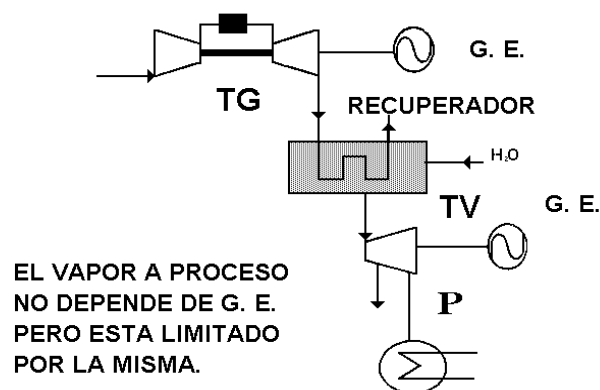 G. E.
TG
RECUPERADOR
H₂O
TV
G. E.
EL VAPOR A PROCESO
NO DEPENDE DE G. E.
PERO ESTA LIMITADO
POR LA MISMA.
P